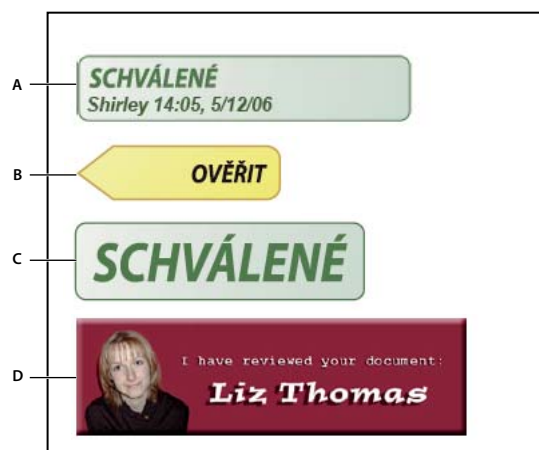 A
SCHVÁLENÉ
Shirley 14:05, 5/12/06
B
OVĚŘIT
C
SCHVÁLENÉ
D
I have reviewed your document:
Liz Thomas